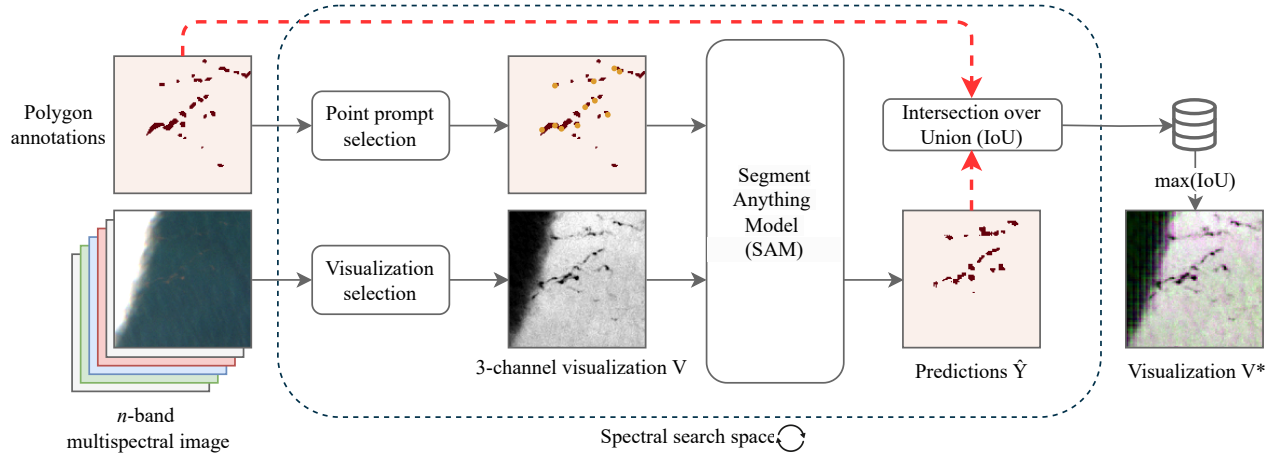 Polygon
annotations
Point prompt
selection
Intersection over
Union (IoU)
max(IoU)
Segment
Anything
Model
(SAM)
Visualization
selection
3-channel visualization V
Predictions Ŷ
Visualization V*
n-band
multispectral image
Spectral search space